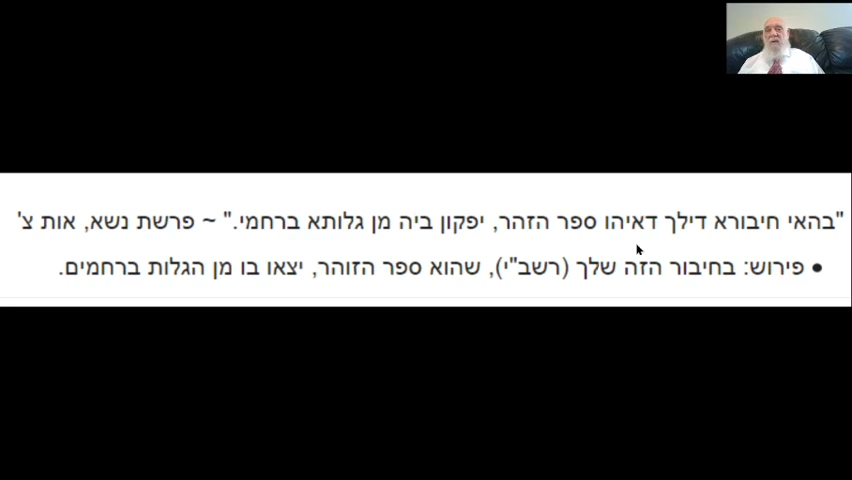 "בהאי חיבורא דילך דאיהו ספר הזהר, יפקון ביה מן גלותא ברחמי." ~ פרשת נשא, אות צ'
• פירוש: בחיבור הזה שלך (רשב"י), שהוא ספר הזוהר, יצאו בו מן הגלות ברחמים.